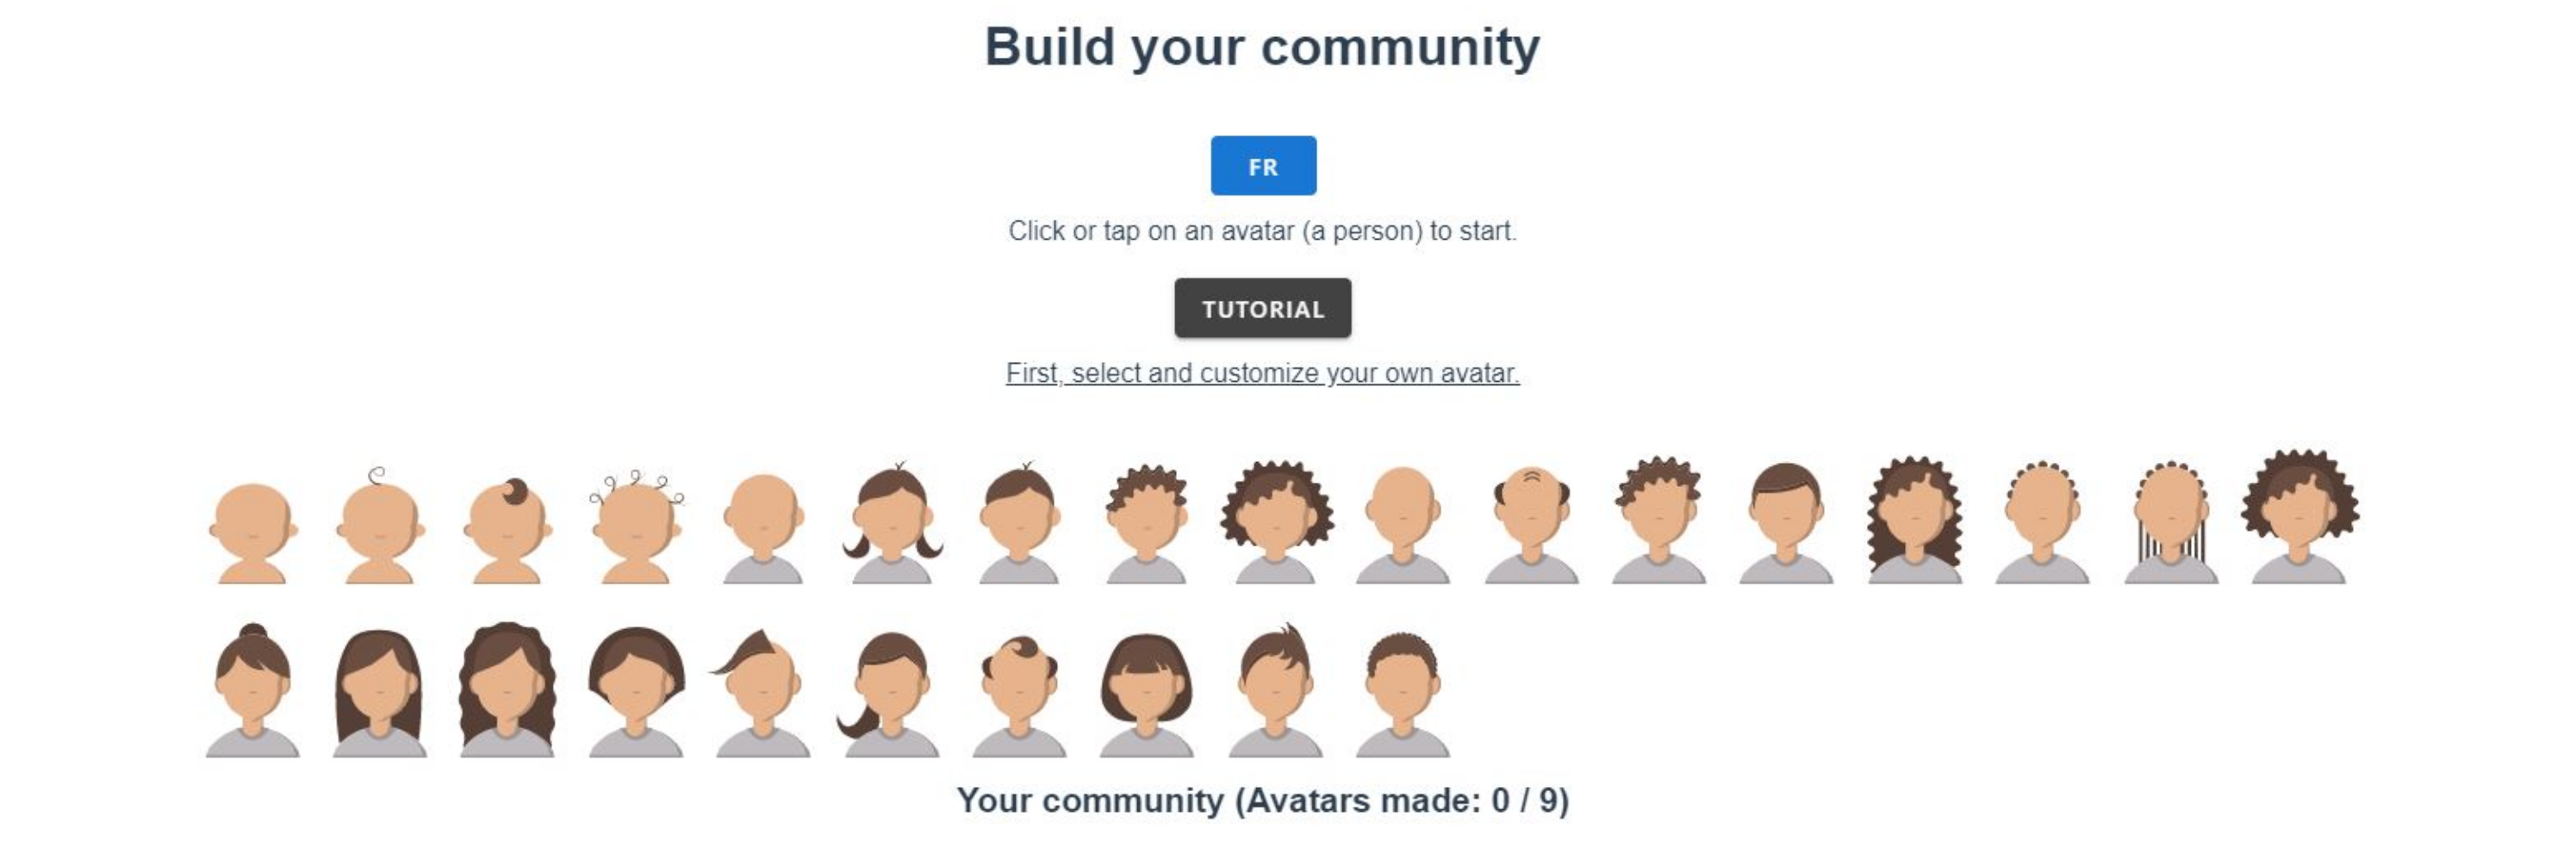 Build your community
FR
Click or tap on an avatar (a person) to start.
TUTORIAL
First, select and customize your own avatar.
Your community (Avatars made: 0 / 9)